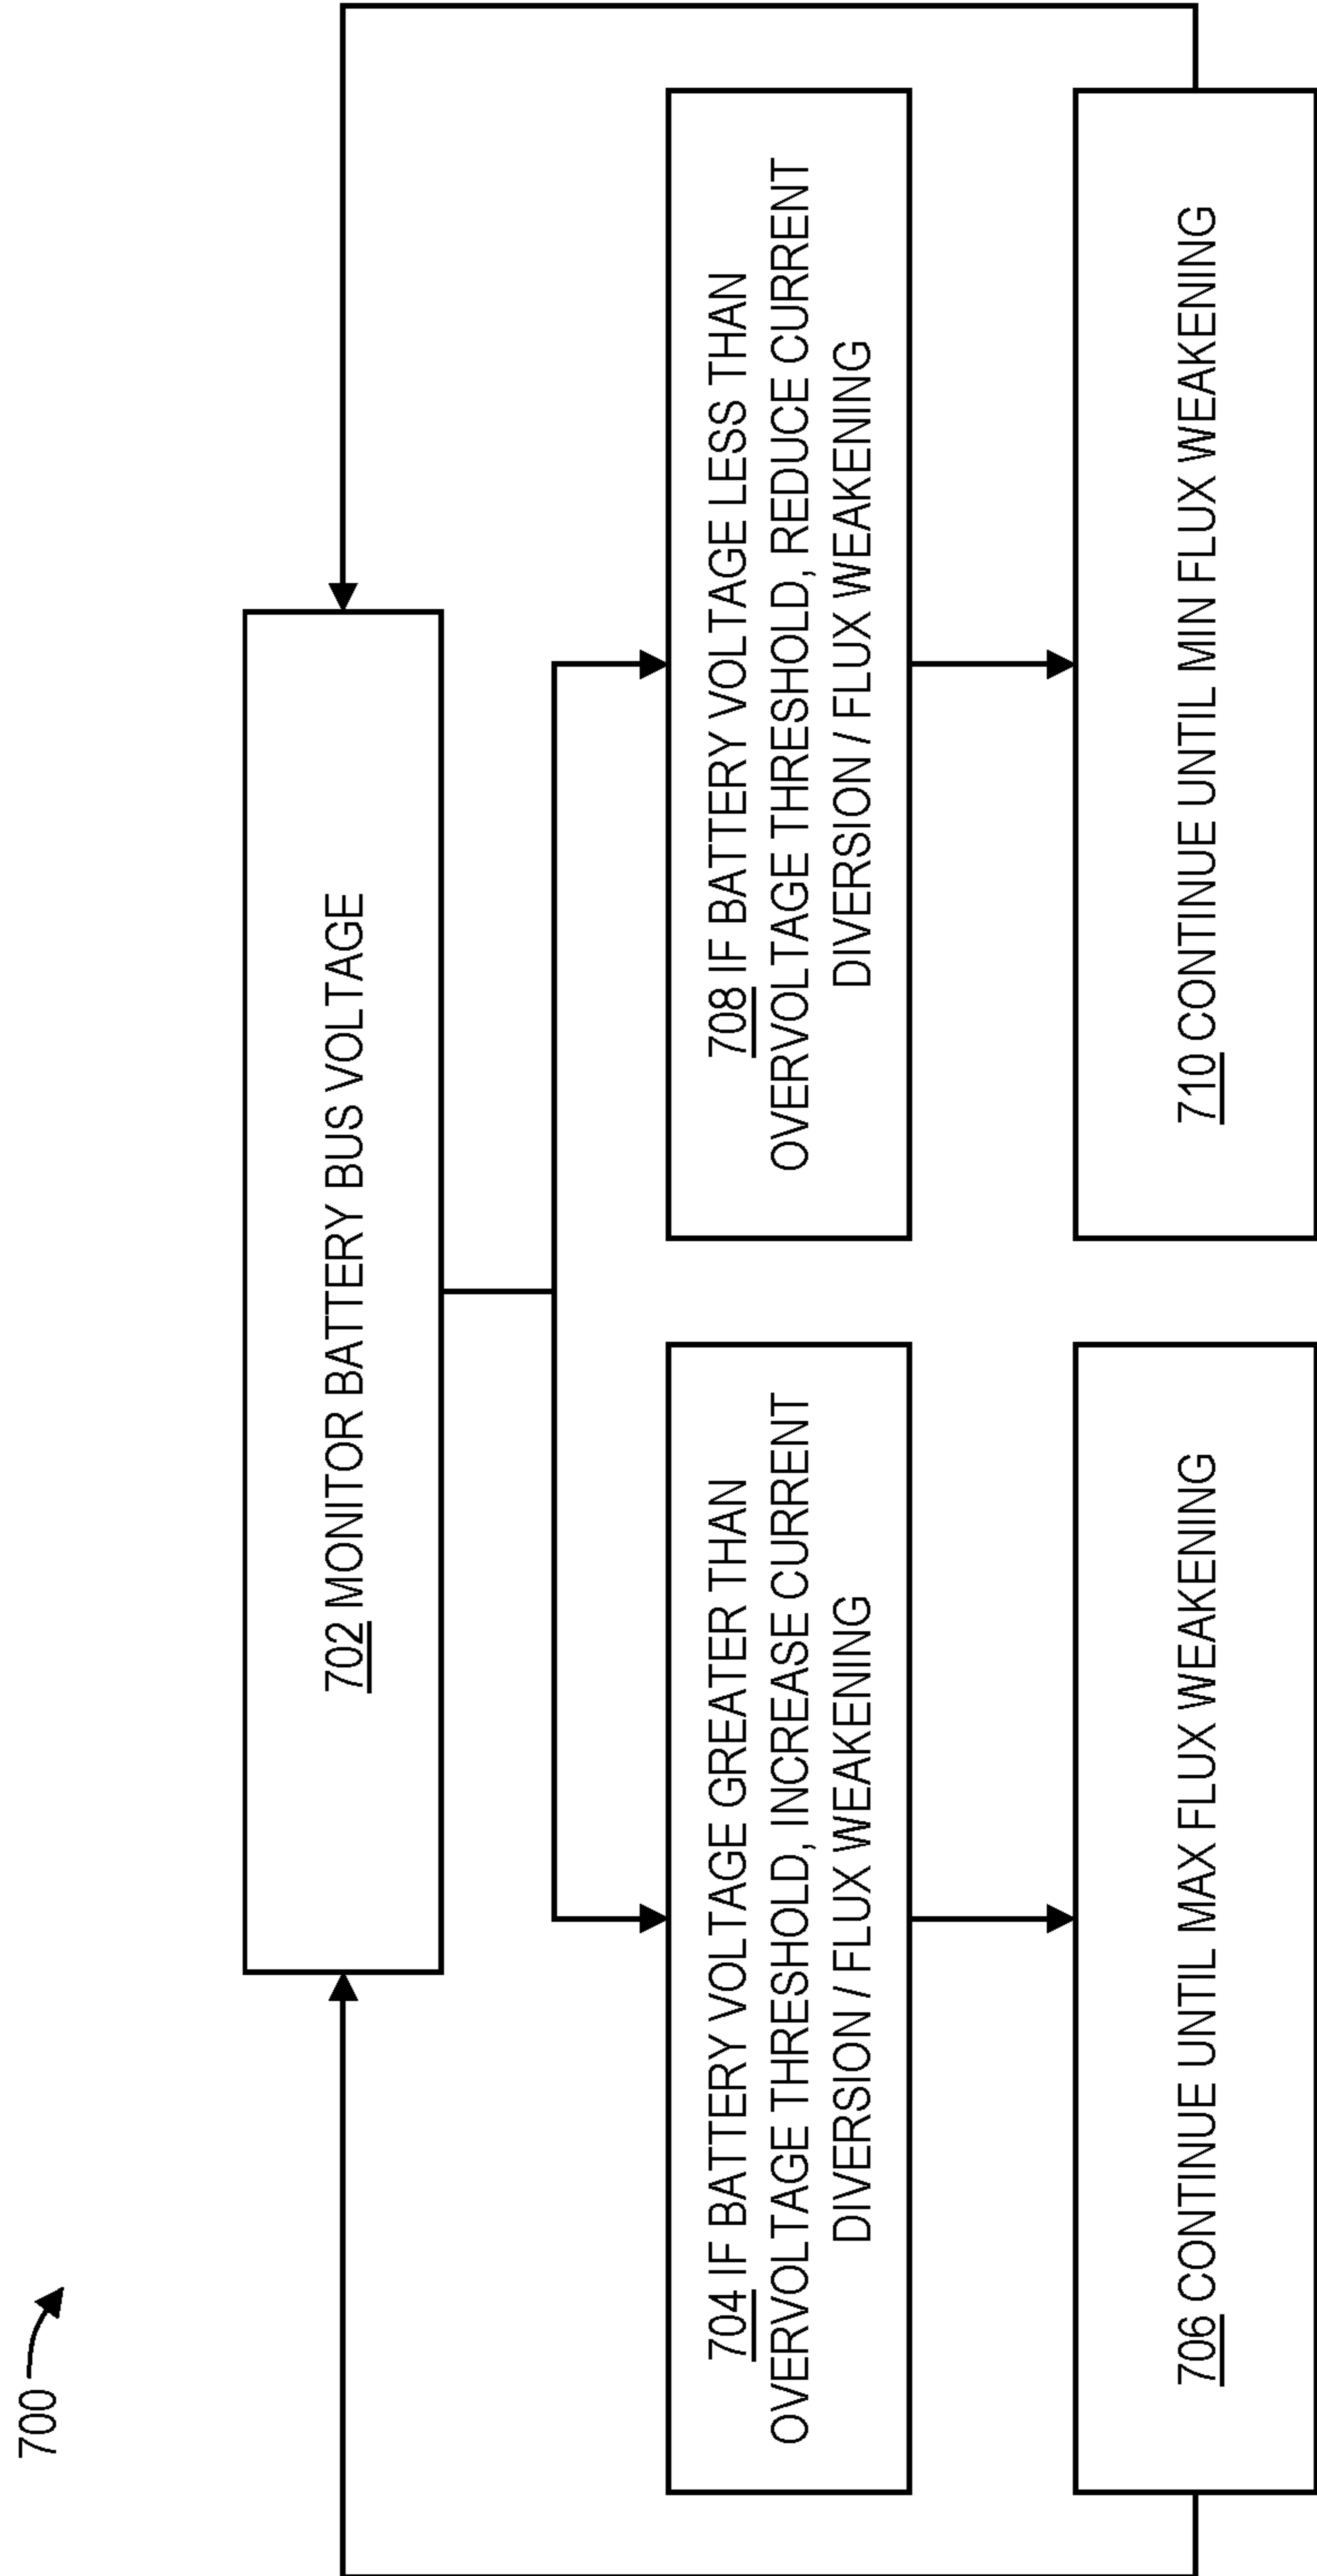 700
702 MONITOR BATTERY BUS VOLTAGE
704 IF BATTERY VOLTAGE GREATER THAN
OVERVOLTAGE THRESHOLD, INCREASE CURRENT
DIVERSION / FLUX WEAKENING
708 IF BATTERY VOLTAGE LESS THAN
OVERVOLTAGE THRESHOLD, REDUCE CURRENT
DIVERSION / FLUX WEAKENING
706 CONTINUE UNTIL MAX FLUX WEAKENING
710 CONTINUE UNTIL MIN FLUX WEAKENING